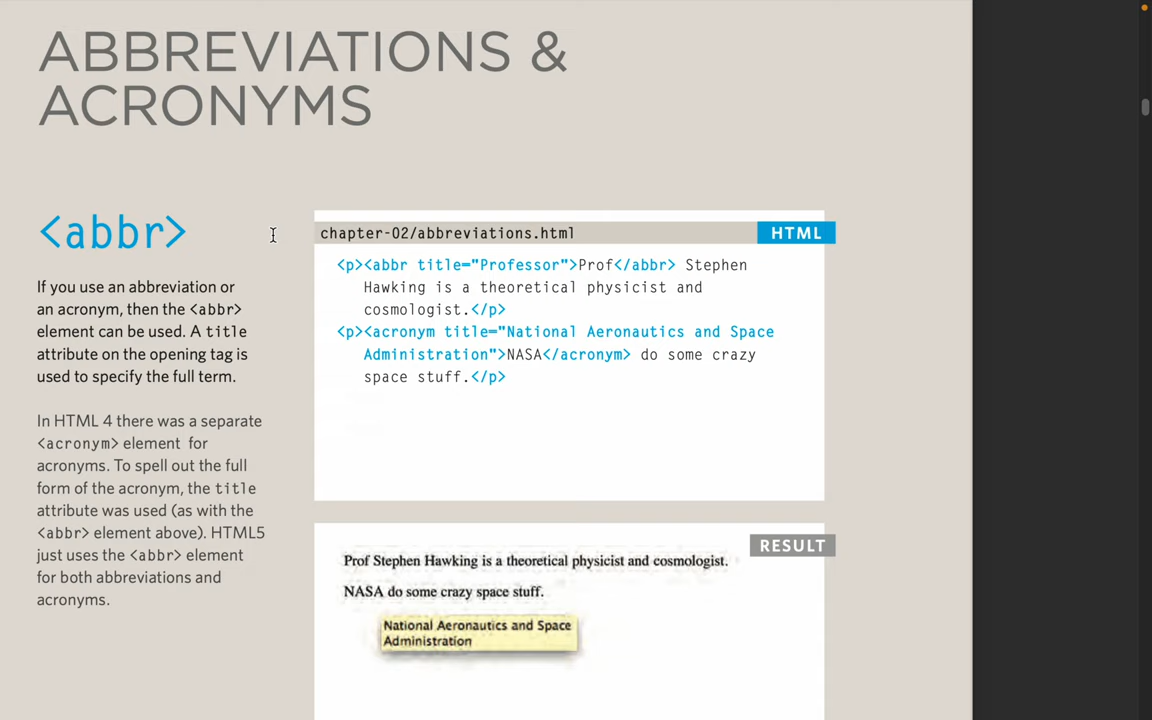 ABBREVIATIONS &
ACRONYMS
<abbr>
If you use an abbreviation or
an acronym, then the <abbr>
element can be used. A title
attribute on the opening tag is
used to specify the full term.
In HTML 4 there was a separate
<acronym> element for
acronyms. To spell out the full
form of the acronym, the title
attribute was used (as with the
<abbr> element above). HTML5
just uses the <abbr> element
for both abbreviations and
acronyms.
chapter-02/abbreviations.html HTML
<p><abbr title="Professor">Prof</abbr> Stephen
Hawking is a theoretical physicist and
cosmologist.</p>
<p><acronym title="National Aeronautics and Space
Administration">NASA</acronym> do some crazy
space stuff.</p>
RESULT
Prof Stephen Hawking is a theoretical physicist and cosmologist.
NASA do some crazy space stuff.
National Aeronautics and Space
Administration